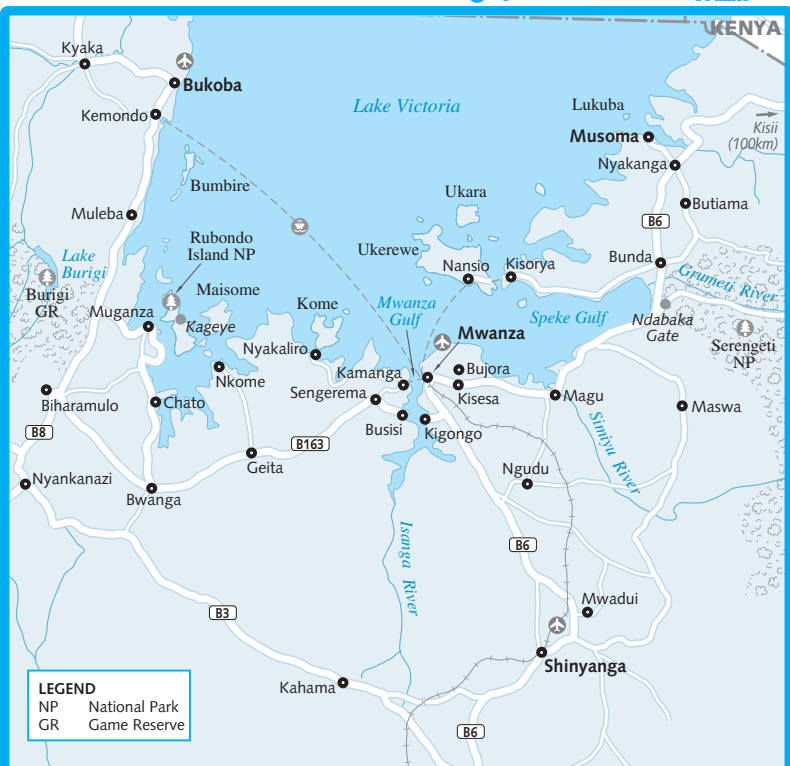 KENYA
Kyaka
Bukoba
Kemondo
Lake Victoria
Lukuba
Musoma
Kisii
(100km)
Nyakanga
Bumbire
Ukara
Butiama
Muleba
B6
Rubondo
Island NP
Ukerewe
Lake
Burigi
Nansio
Kisorya
Bunda
Grumeti River
Burigi
GR
Maisome
Kome
Mwanza
Gulf
Speke Gulf
Ndabaka
Gate
Muganza
Kageye
Mwanza
Serengeti
NP
Nyakaliro
Kamanga
Bujora
Nkome
Sengerema
Kisesa
Magu
Biharamulo
Chato
Maswa
Busisi
Kigongo
Simiyu River
B8
B163
Geita
Ngudu
Nyankanazi
Bwanga
Isanga River
B6
B3
Mwadui
Shinyanga
Kahama
B6
LEGEND
NP National Park
GR Game Reserve